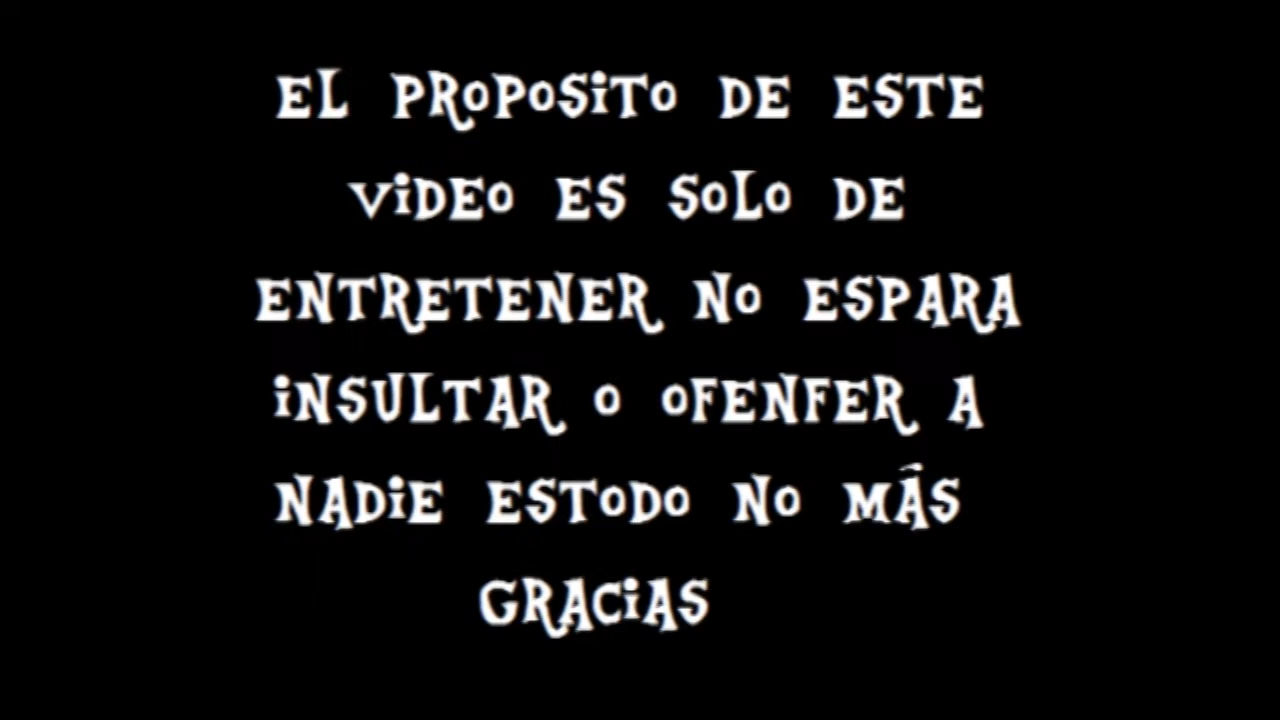 EL PROPOSITO DE ESTE
VIDEO ES SOLO DE
ENTRETENER NO ESPARA
INSULTAR O OFENFER A
NADIE ESTODO NO MÁS
GRACIAS